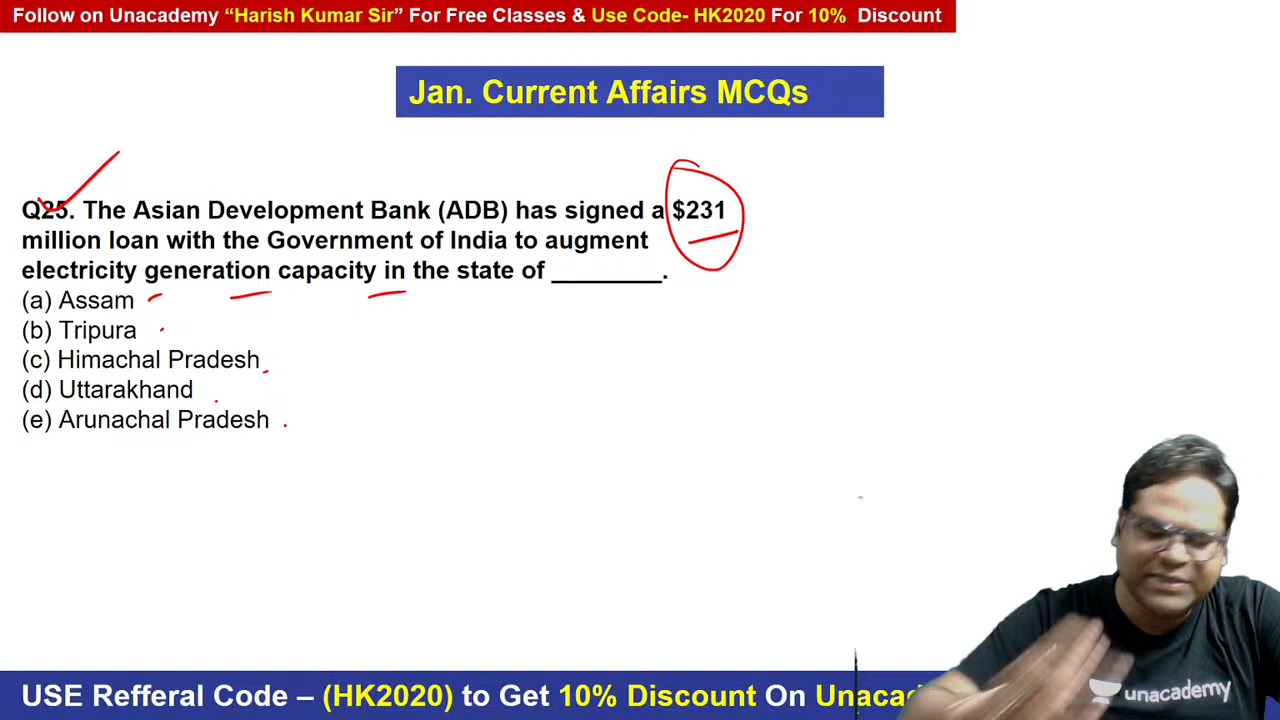 Follow on Unacademy “Harish Kumar Sir” For Free Classes & Use Code- HK2020 For 10% Discount
Jan. Current Affairs MCQs
Q25. The Asian Development Bank (ADB) has signed a $231
million loan with the Government of India to augment
electricity generation capacity in the state of ________.
(a) Assam
(b) Tripura
(c) Himachal Pradesh
(d) Uttarakhand
(e) Arunachal Pradesh
unacademy
USE Refferal Code – (HK2020) to Get 10% Discount On Unacad